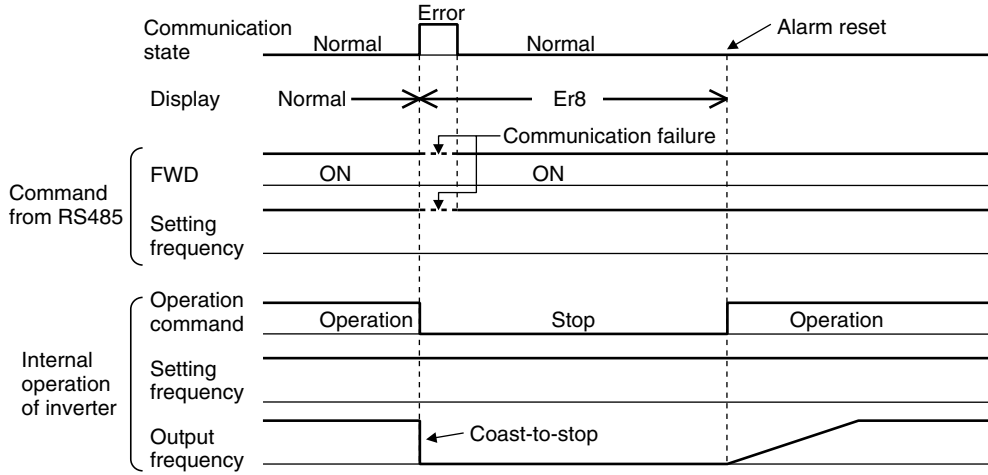 Error
Communication
state
Normal
Normal
Alarm reset
Display
Normal
Er8
Communication failure
Command
from RS485
FWD
ON
ON
Setting
frequency
Internal
operation
of inverter
Operation
command
Operation
Stop
Operation
Setting
frequency
Output
frequency
Coast-to-stop